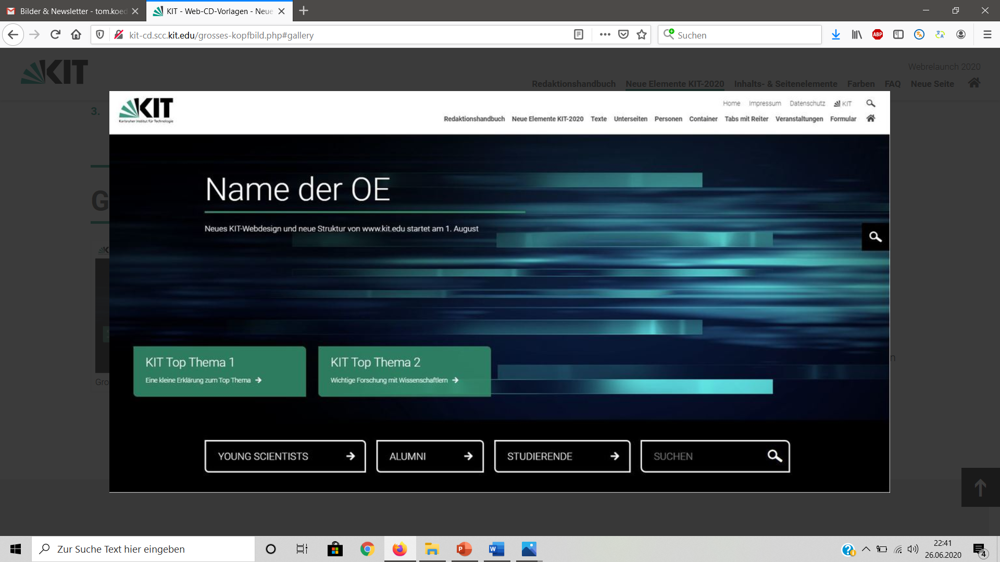 Bilder & Newsletter - tom.koed
KIT - Web-CD-Vorlagen - Neue
kit-cd.scc.kit.edu/grosses-kopfbild.php#gallery
Suchen
ABP
KIT
Webrelaunch 2020
Redaktionshandbuch Neue Elemente KIT-2020 Inhalts- & Seitenelemente Farben FAQ Neue Seite
3.
KIT
Karlsruher Institut für Technologie
Home Impressum Datenschutz KIT
Redaktionshandbuch Neue Elemente KIT-2020 Texte Unterseiten Personen Container Tabs mit Reiter Veranstaltungen Formular
G
Name der OE
Neues KIT-Webdesign und neue Struktur von www.kit.edu startet am 1. August
KIT Top Thema 1
Eine kleine Erklärung zum Top Thema
KIT Top Thema 2
Wichtige Forschung mit Wissenschaftlern
n
Gro
YOUNG SCIENTISTS
ALUMNI
STUDIERENDE
SUCHEN
Zur Suche Text hier eingeben
22:41
26.06.2020
4